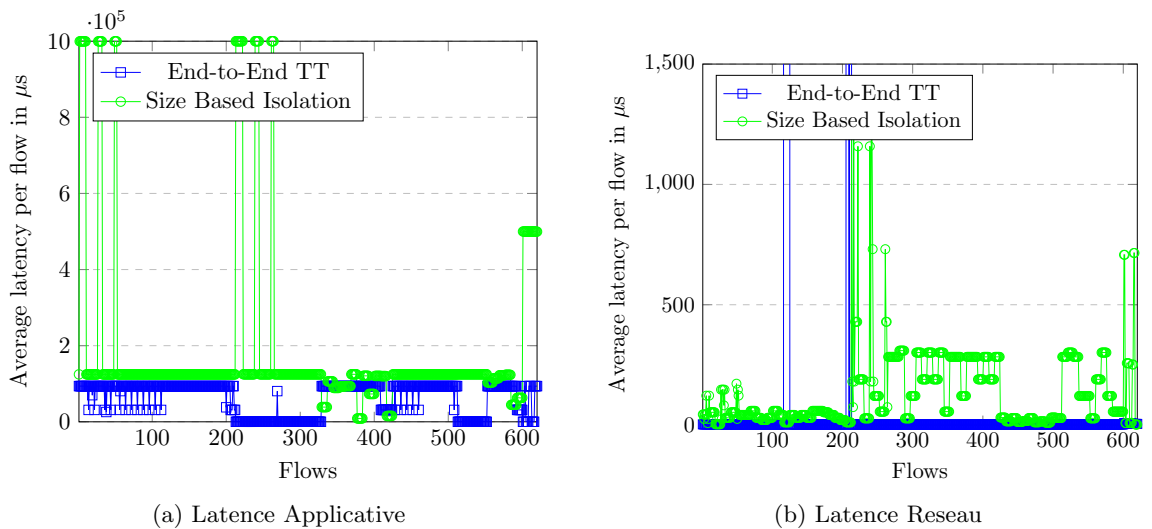 ·10⁵
10
8
6
4
2
0
100 200 300 400 500 600
Average latency per flow in μs
Flows
End-to-End TT
Size Based Isolation
(a) Latence Applicative
1,500
1,000
500
0
100 200 300 400 500 600
Average latency per flow in μs
Flows
End-to-End TT
Size Based Isolation
(b) Latence Reseau